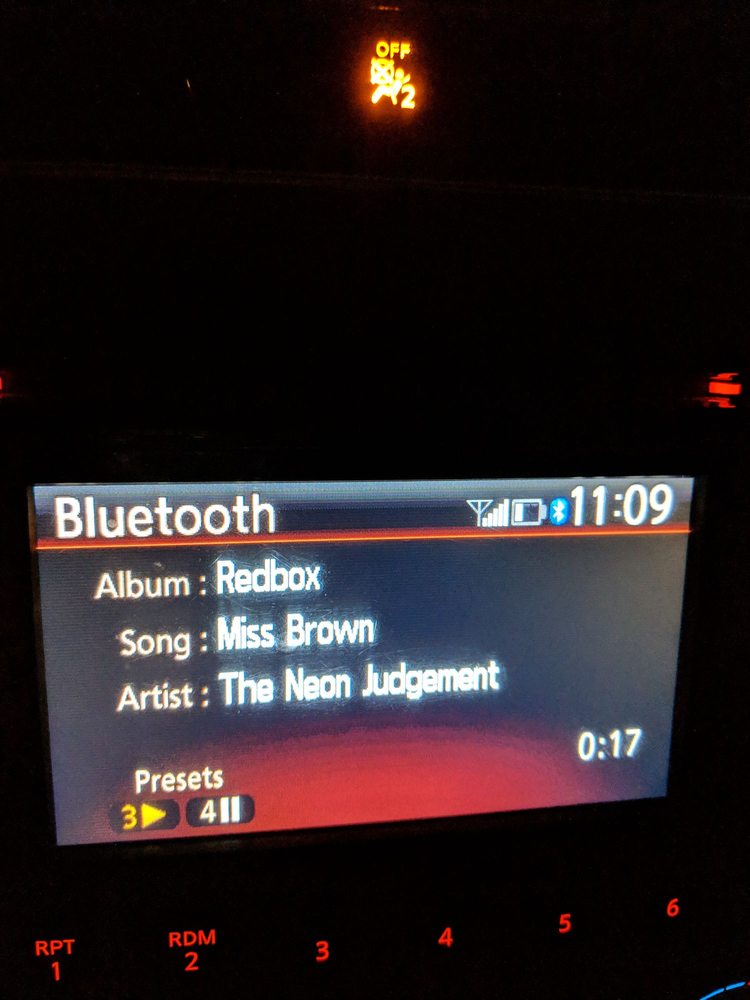 OFF
2
Bluetooth 11:09
Album : Redbox
Song : Miss Brown
Artist : The Neon Judgement
0:17
Presets
3 4
RPT RDM
1 2 3 4 5 6